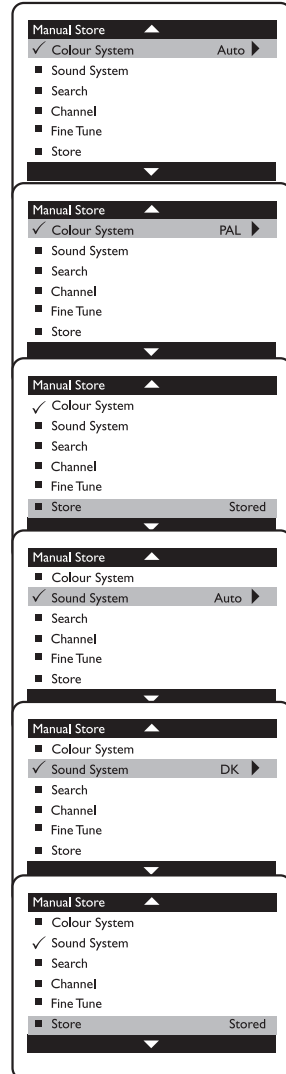 Manual Store
Colour System Auto
Sound System
Search
Channel
Fine Tune
Store
Manual Store
Colour System PAL
Sound System
Search
Channel
Fine Tune
Store
Manual Store
Colour System
Sound System
Search
Channel
Fine Tune
Store Stored
Manual Store
Colour System
Sound System Auto
Search
Channel
Fine Tune
Store
Manual Store
Colour System
Sound System DK
Search
Channel
Fine Tune
Store
Manual Store
Colour System
Sound System
Search
Channel
Fine Tune
Store Stored